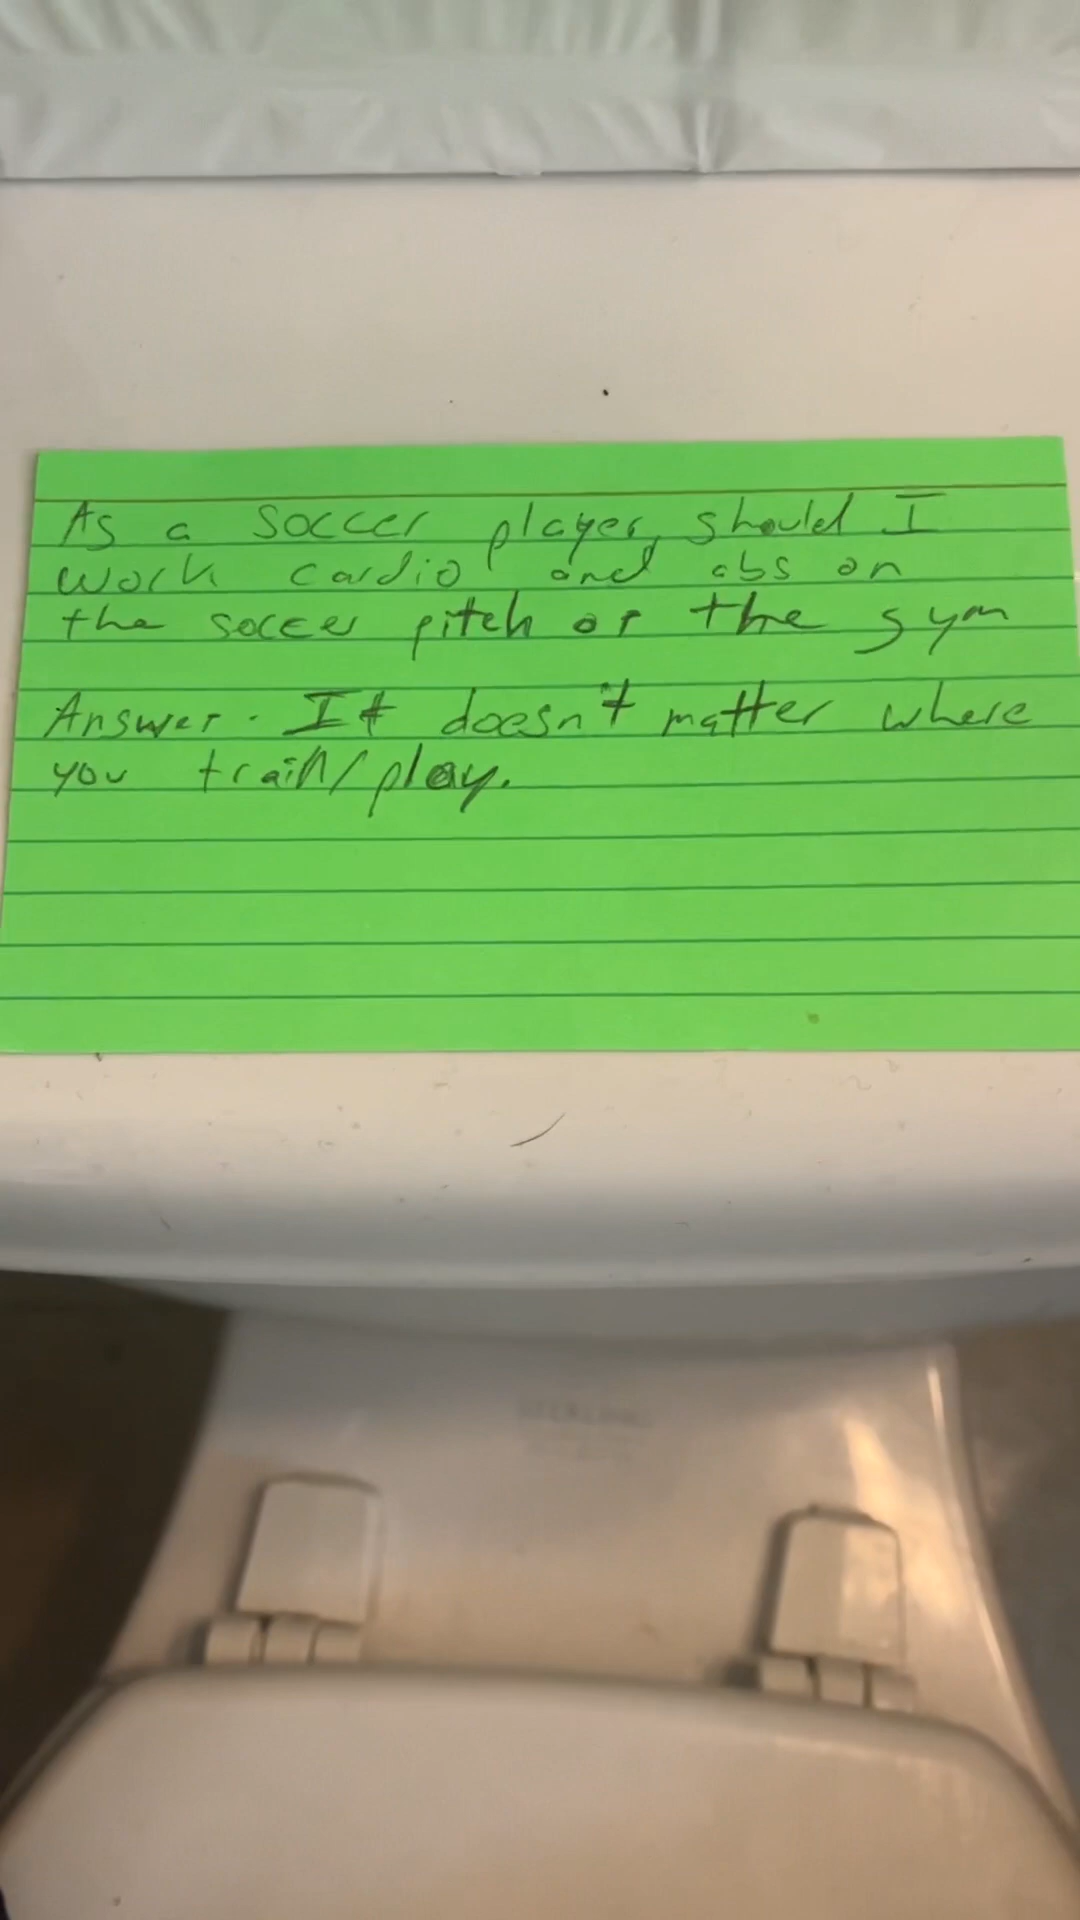 As a soccer player, should I
work cardio and abs on
the soccer pitch or the gym
Answer. It doesn't matter where
you train/play.